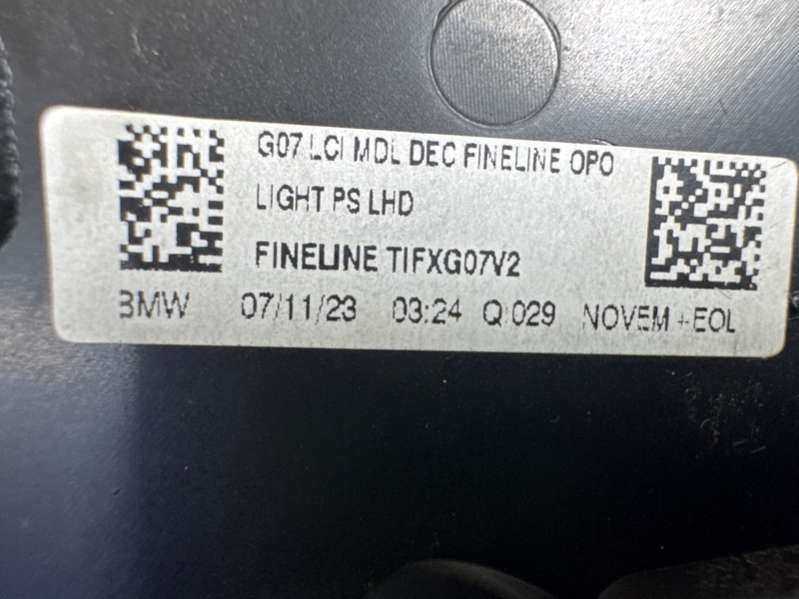 G07 LCI MDL DEC FINELINE OPO
LIGHT PS LHD
FINELINE TIFXG07V2
BMW 07/11/23 03:24 Q:029 NOVEM +EOL